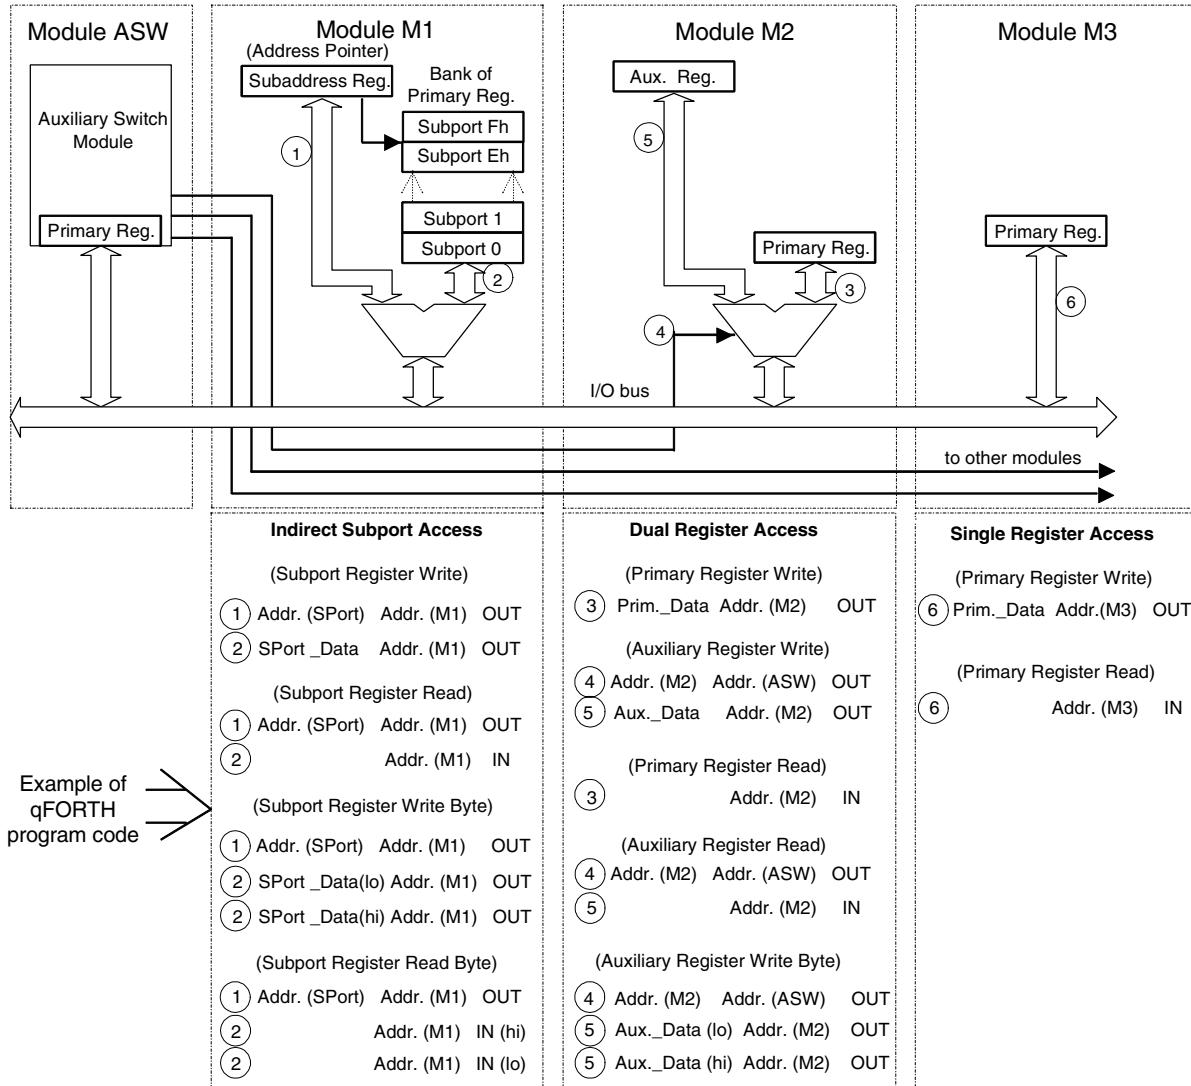 Module ASW
Auxiliary Switch
Module
Primary Reg.
Module M1
(Address Pointer)
Subaddress Reg.
Bank of
Primary Reg.
Subport Fh
Subport Eh
Subport 1
Subport 0
1
2
Module M2
Aux. Reg.
5
Primary Reg.
3
4
Module M3
Primary Reg.
6
I/O bus
to other modules
Example of
qFORTH
program code
Indirect Subport Access
(Subport Register Write)
1 Addr. (SPort) Addr. (M1) OUT
2 SPort _Data Addr. (M1) OUT
(Subport Register Read)
1 Addr. (SPort) Addr. (M1) OUT
2 Addr. (M1) IN
(Subport Register Write Byte)
1 Addr. (SPort) Addr. (M1) OUT
2 SPort _Data(lo) Addr. (M1) OUT
2 SPort _Data(hi) Addr. (M1) OUT
(Subport Register Read Byte)
1 Addr. (SPort) Addr. (M1) OUT
2 Addr. (M1) IN (hi)
2 Addr. (M1) IN (lo)
Dual Register Access
(Primary Register Write)
3 Prim._Data Addr. (M2) OUT
(Auxiliary Register Write)
4 Addr. (M2) Addr. (ASW) OUT
5 Aux._Data Addr. (M2) OUT
(Primary Register Read)
3 Addr. (M2) IN
(Auxiliary Register Read)
4 Addr. (M2) Addr. (ASW) OUT
5 Addr. (M2) IN
(Auxiliary Register Write Byte)
4 Addr. (M2) Addr. (ASW) OUT
5 Aux._Data (lo) Addr. (M2) OUT
5 Aux._Data (hi) Addr. (M2) OUT
Single Register Access
(Primary Register Write)
6 Prim._Data Addr.(M3) OUT
(Primary Register Read)
6 Addr. (M3) IN